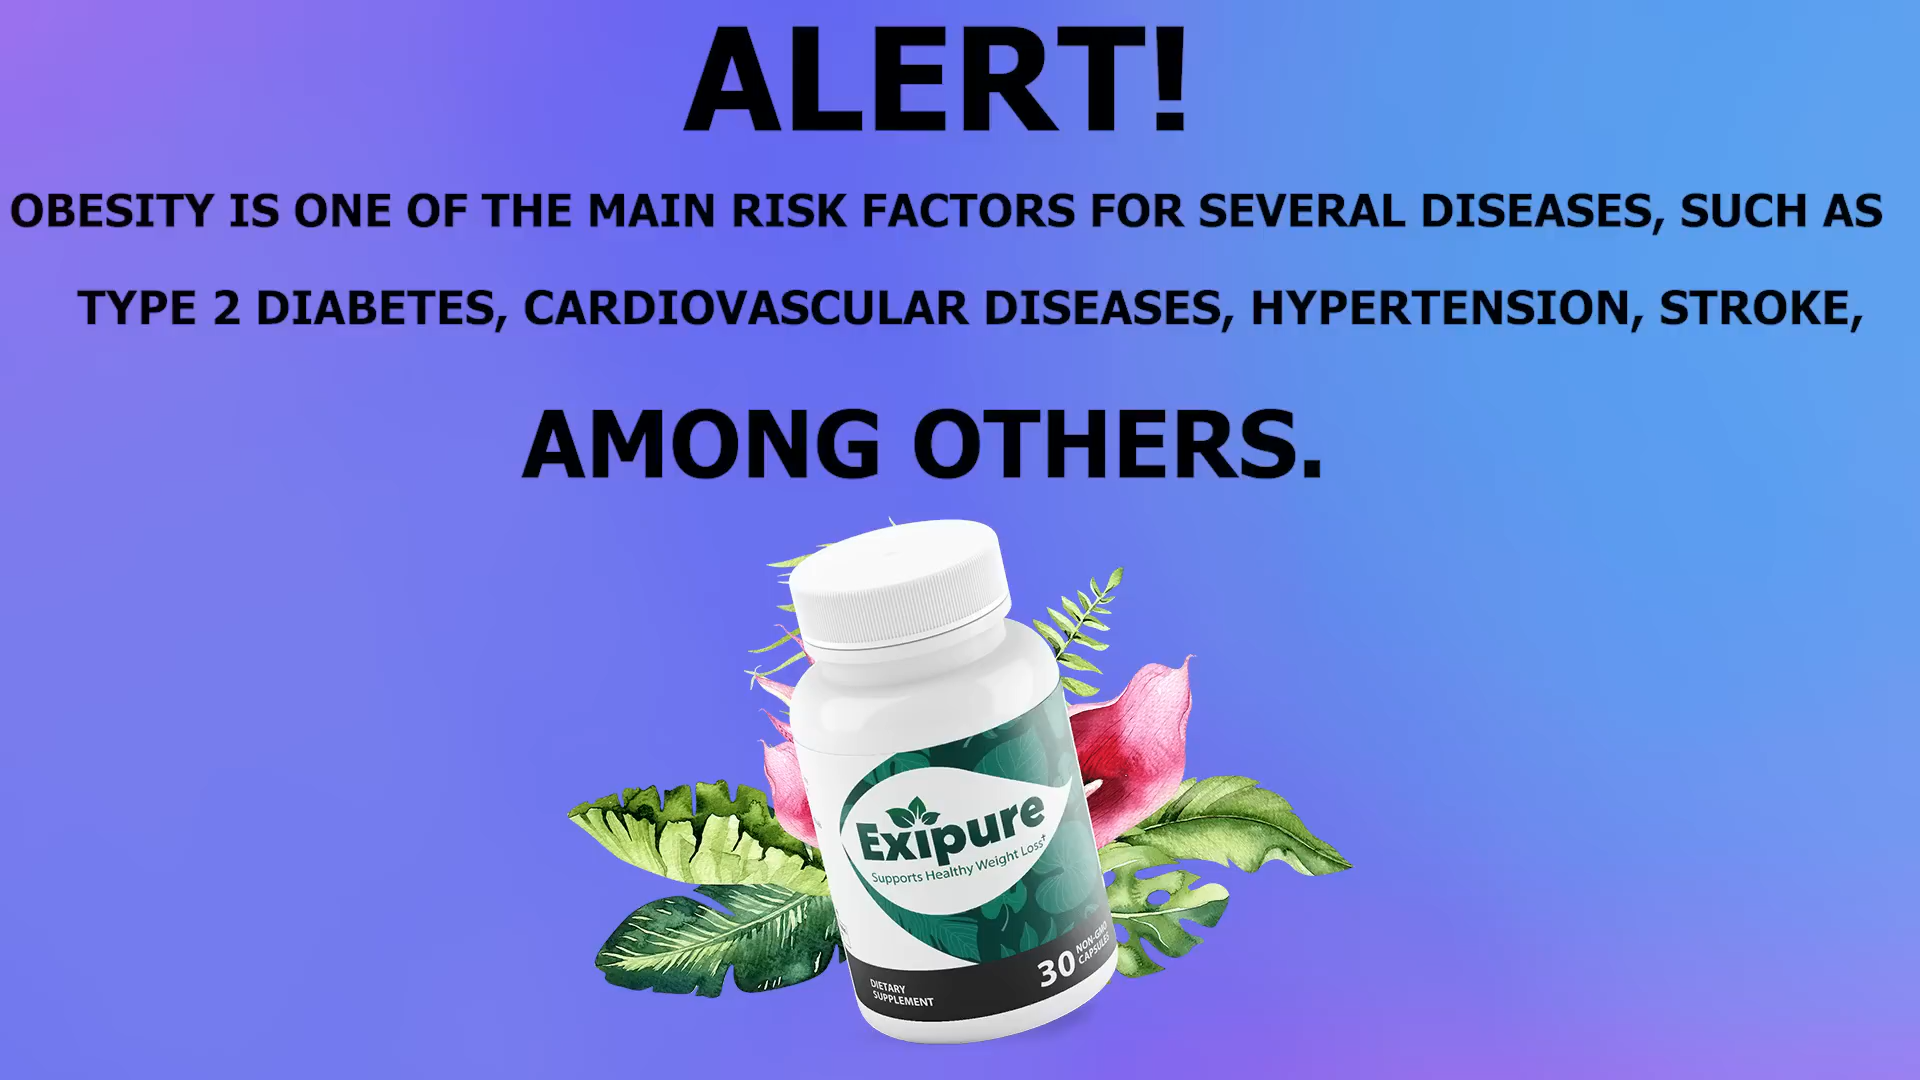 ALERT!
OBESITY IS ONE OF THE MAIN RISK FACTORS FOR SEVERAL DISEASES, SUCH AS
TYPE 2 DIABETES, CARDIOVASCULAR DISEASES, HYPERTENSION, STROKE,
AMONG OTHERS.
Exipure
Supports Healthy Weight Loss†
DIETARY
SUPPLEMENT
30 NON-GMO
CAPSULES